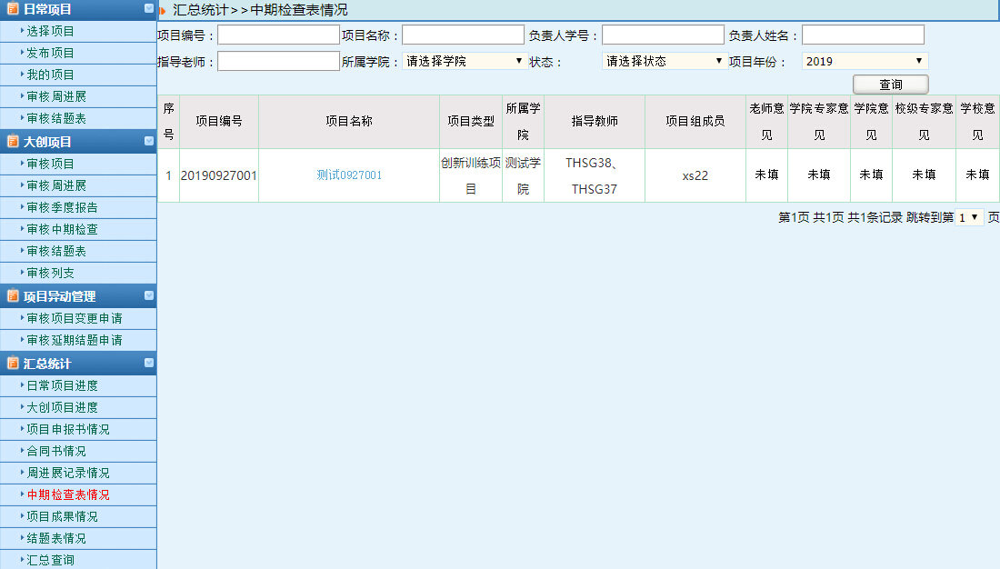 日常项目
选择项目
发布项目
我的项目
审核周进展
审核结题表
大创项目
审核项目
审核周进展
审核季度报告
审核中期检查
审核结题表
审核列支
项目异动管理
审核项目变更申请
审核延期结题申请
汇总统计
日常项目进度
大创项目进度
项目申报书情况
合同书情况
周进展记录情况
中期检查表情况
项目成果情况
结题表情况
汇总查询
汇总统计>>中期检查表情况
项目编号： 项目名称： 负责人学号： 负责人姓名：
指导老师： 所属学院： 请选择学院 状态： 请选择状态 项目年份： 2019
查询
序号 项目编号 项目名称 项目类型 所属学院 指导教师 项目组成员 老师意见 学院专家意见 学院意见 校级专家意见 学校意见
1 20190927001 测试0927001 创新训练项目 测试学院 THSG38、THSG37 xs22 未填 未填 未填 未填 未填
第1页 共1页 共1条记录 跳转到第 1 页